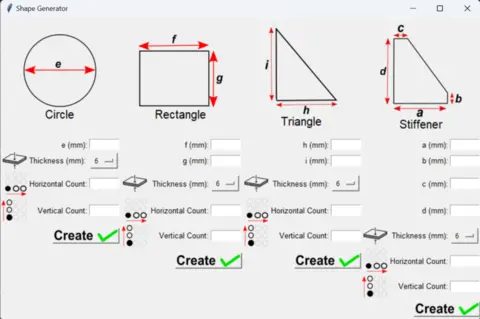 Shape Generator
e
Circle
e (mm):
Thickness (mm): 6
Horizontal Count:
Vertical Count:
Create
f
g
Rectangle
f (mm):
g (mm):
Thickness (mm): 6
Horizontal Count:
Vertical Count:
Create
i
h
Triangle
h (mm):
i (mm):
Thickness (mm): 6
Horizontal Count:
Vertical Count:
Create
c
d
b
a
Stiffener
a (mm):
b (mm):
c (mm):
d (mm):
Thickness (mm): 6
Horizontal Count:
Vertical Count:
Create